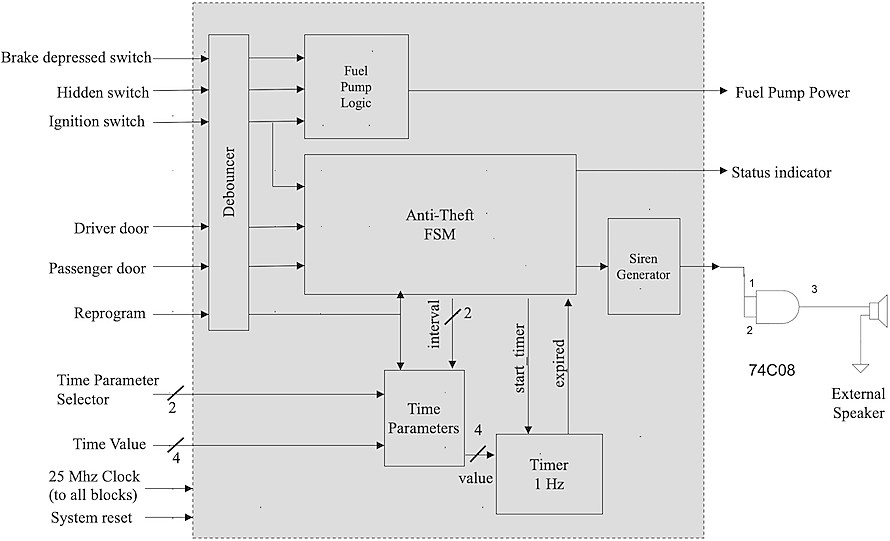 Brake depressed switch
Hidden switch
Ignition switch
Driver door
Passenger door
Reprogram
Time Parameter
Selector
2
Time Value
4
25 Mhz Clock
(to all blocks)
System reset
Debouncer
Fuel
Pump
Logic
Anti-Theft
FSM
interval
2
start_timer
expired
Time
Parameters
4
value
Timer
1 Hz
Siren
Generator
Fuel Pump Power
Status indicator
1
2
3
74C08
External
Speaker